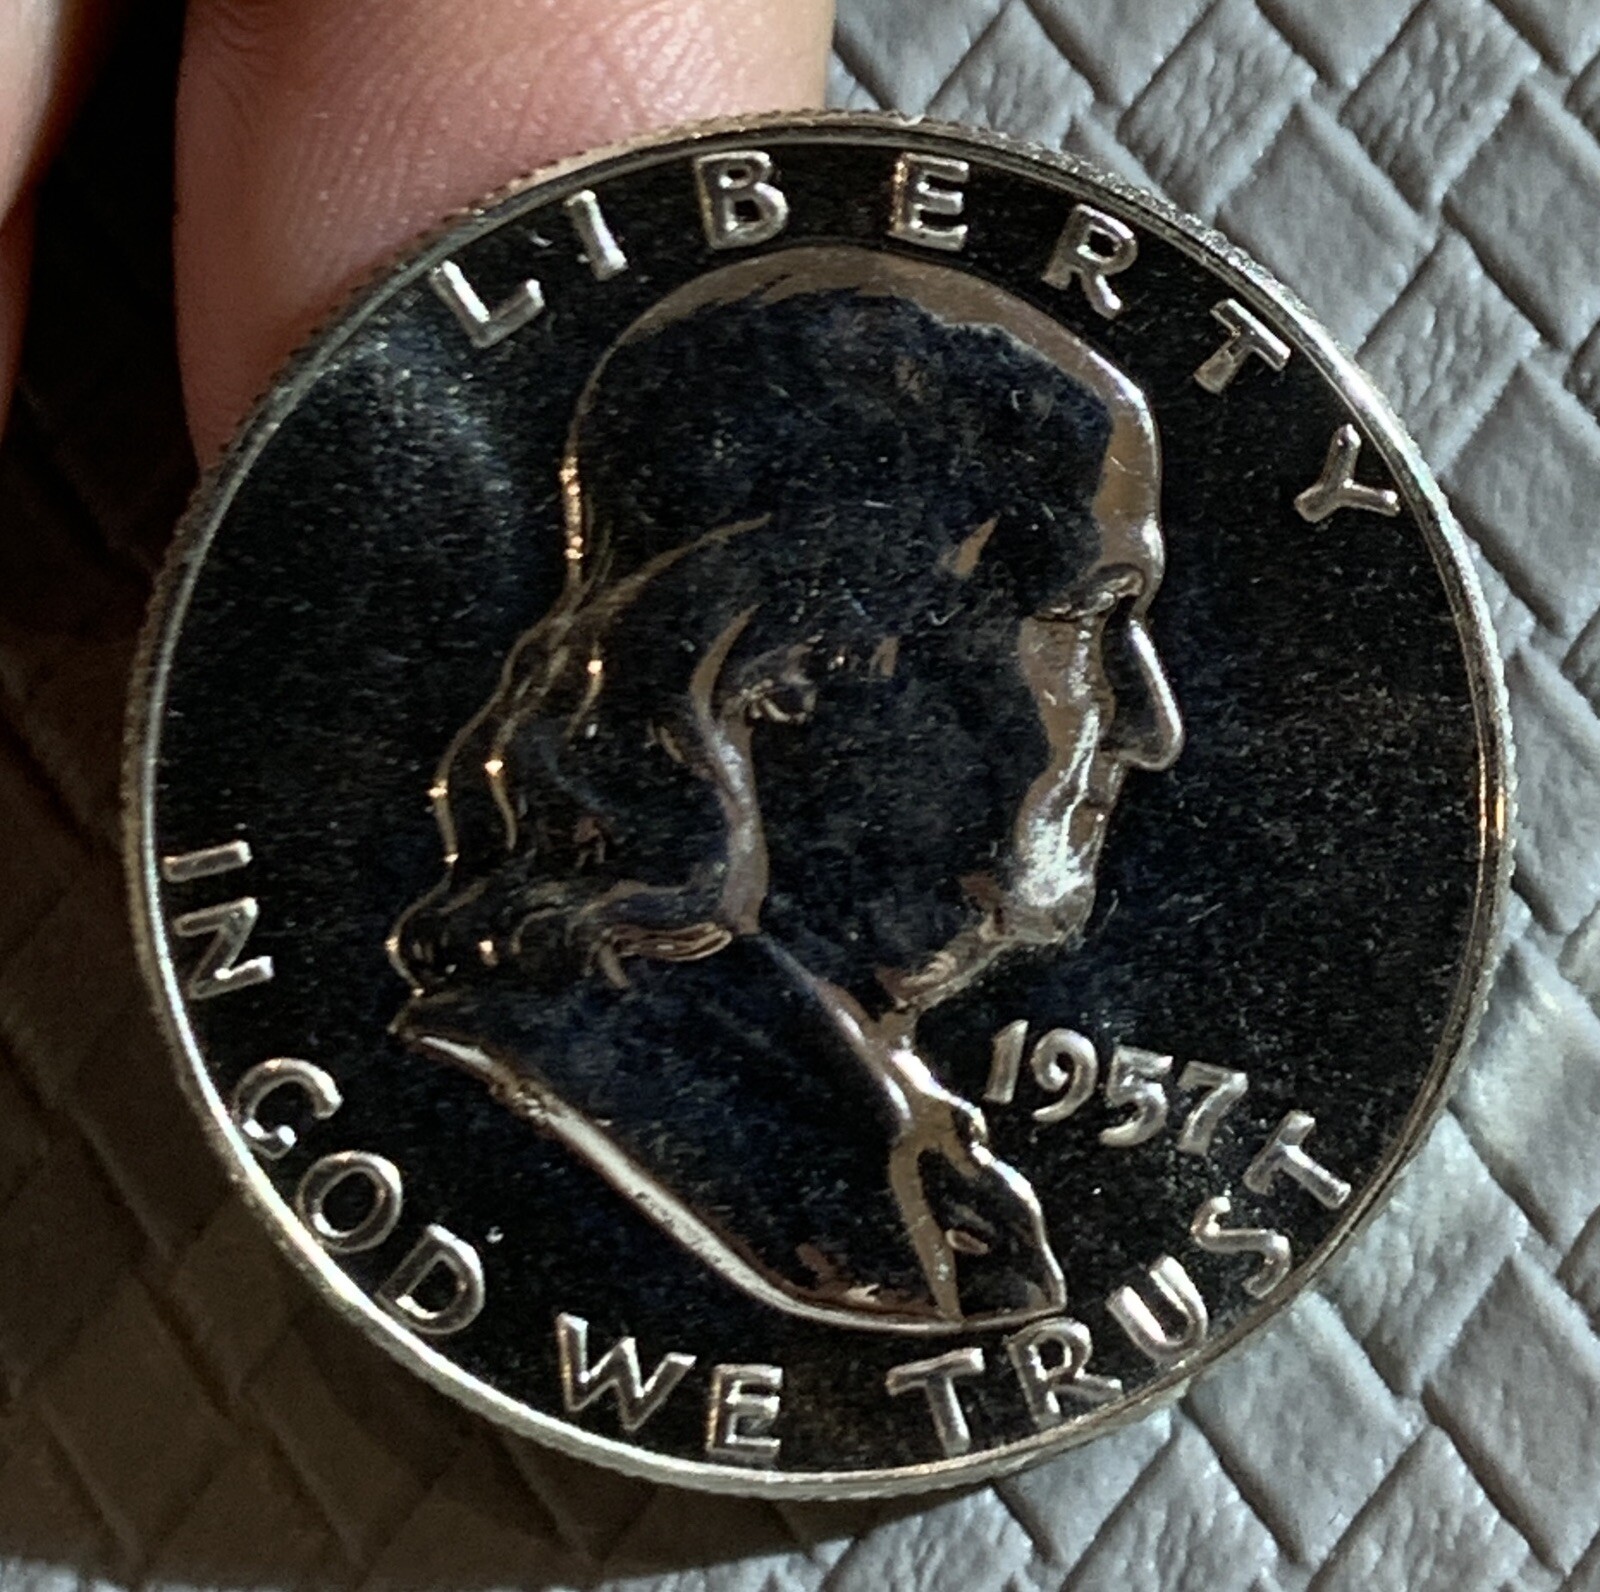 LIBERTY
IN GOD WE TRUST
1957